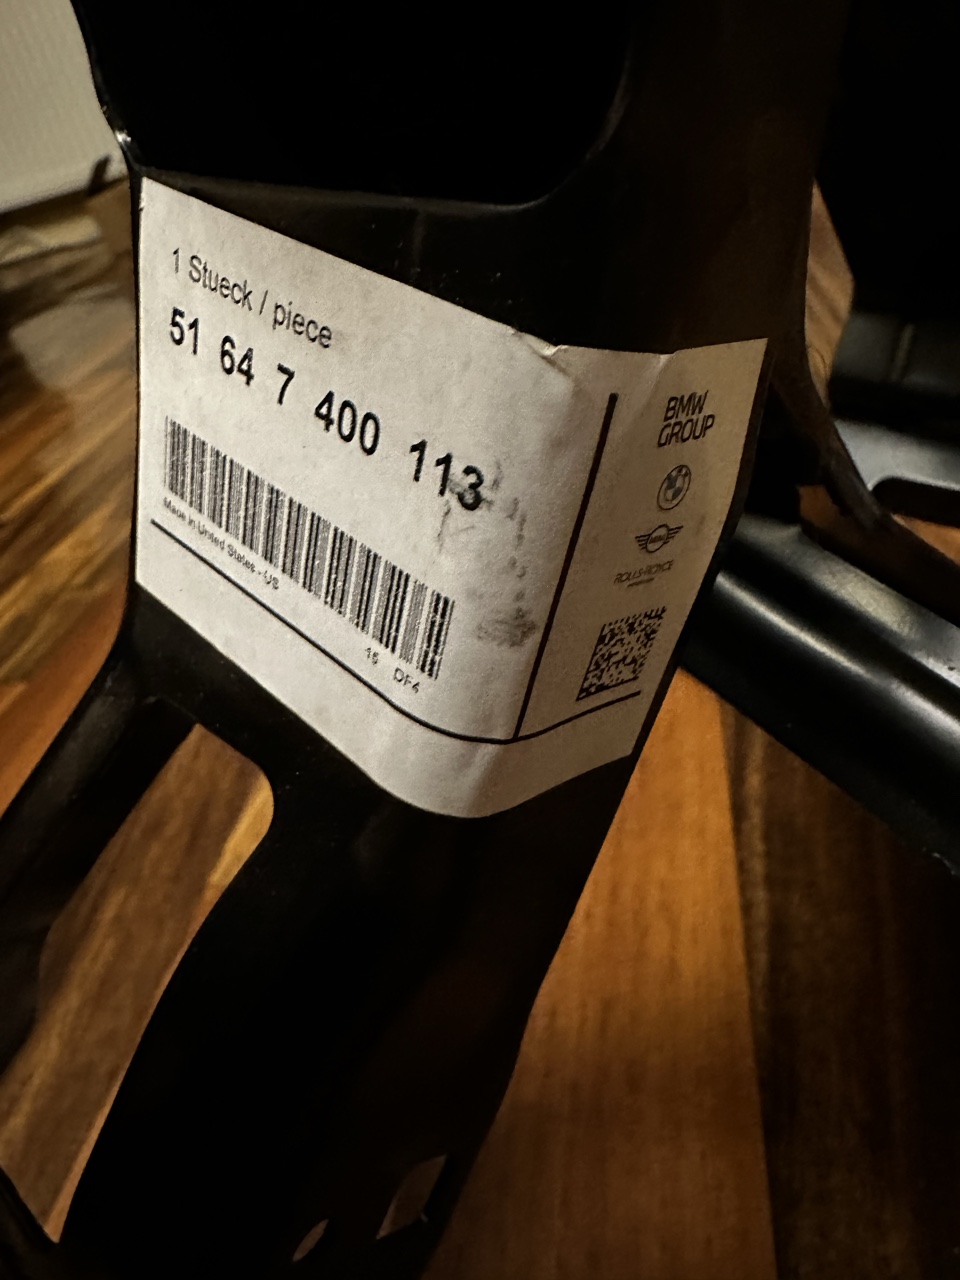 1 Stueck / piece
51 64 7 400 113
Made in United States - US
15 DF4
BMW
GROUP
MINI
ROLLS-ROYCE